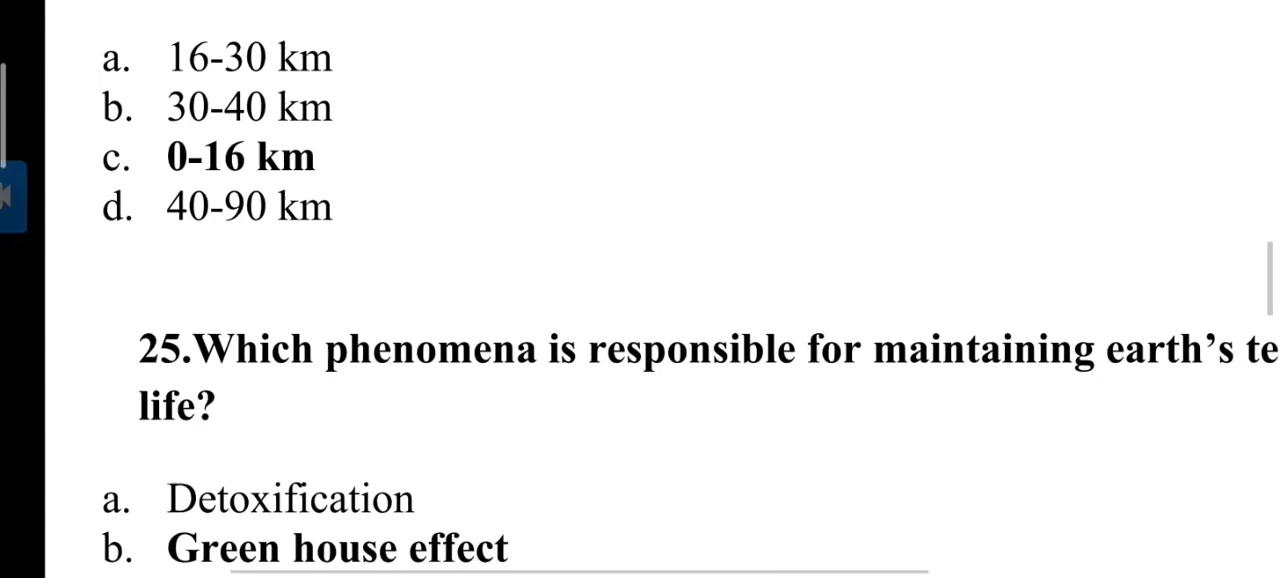 a. 16-30 km
b. 30-40 km
c. 0-16 km
d. 40-90 km
25.Which phenomena is responsible for maintaining earth’s te
life?
a. Detoxification
b. Green house effect